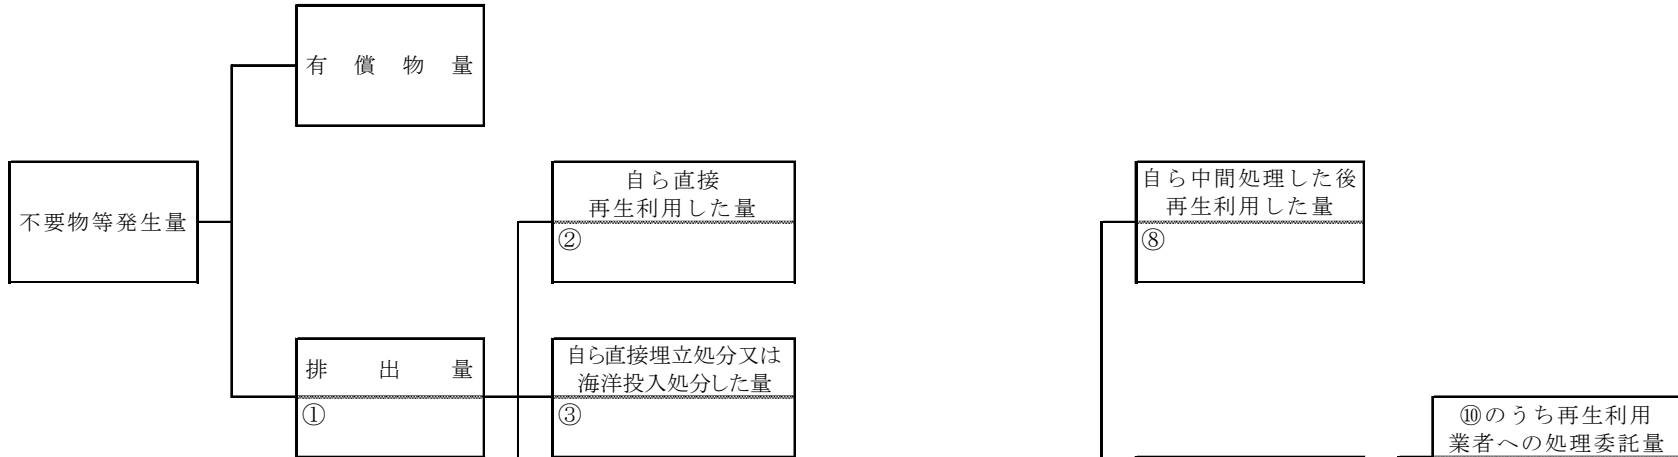 有償物量
不要物等発生量
自ら直接
再生利用した量
②
自ら中間処理した後
再生利用した量
⑧
排出量
①
自ら直接埋立処分又は
海洋投入処分した量
③
⑩のうち再生利用
業者への処理委託量